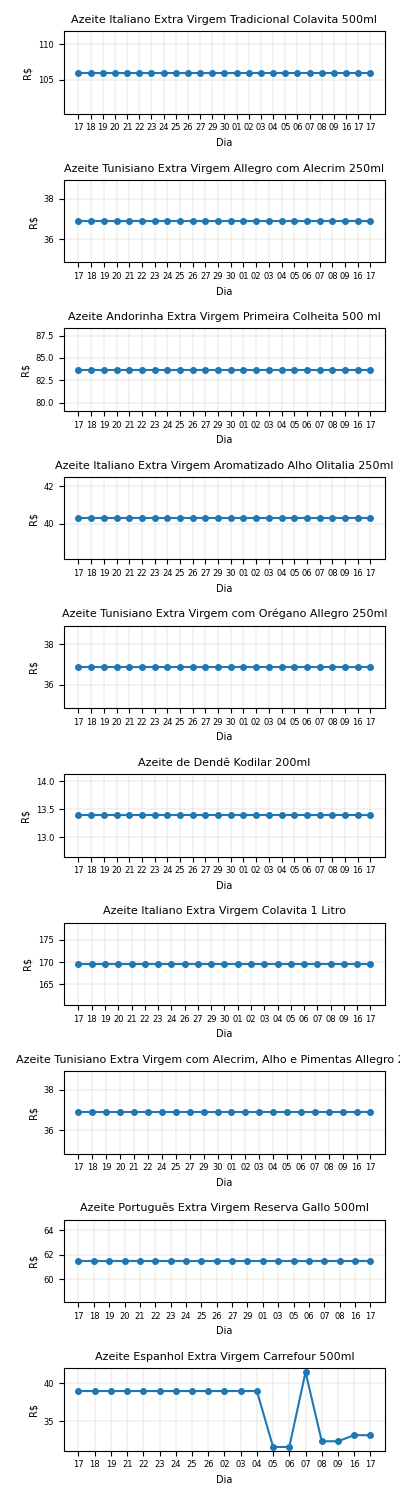 Azeite Italiano Extra Virgem Tradicional Colavita 500ml
110
105
R$
17 18 19 20 21 22 23 24 25 26 27 29 30 01 02 03 04 05 06 07 08 09 16 17 17
Dia
Azeite Tunisiano Extra Virgem Allegro com Alecrim 250ml
38
36
R$
17 18 19 20 21 22 23 24 25 26 27 29 30 01 02 03 04 05 06 07 08 09 16 17
Dia
Azeite Andorinha Extra Virgem Primeira Colheita 500 ml
87.5
85.0
82.5
80.0
R$
17 18 19 20 21 22 23 24 25 26 27 29 30 01 02 03 04 05 06 07 08 09 16 17
Dia
Azeite Italiano Extra Virgem Aromatizado Alho Olitalia 250ml
42
40
R$
17 18 19 20 21 22 23 24 25 26 27 29 30 01 02 03 04 05 06 07 08 09 16 17
Dia
Azeite Tunisiano Extra Virgem com Orégano Allegro 250ml
38
36
R$
17 18 19 20 21 22 23 24 25 26 27 29 30 01 02 03 04 05 06 07 08 09 16 17
Dia
Azeite de Dendê Kodilar 200ml
14.0
13.5
13.0
R$
17 18 19 20 21 22 23 24 25 26 27 29 30 01 02 03 04 05 06 07 08 09 16 17
Dia
Azeite Italiano Extra Virgem Colavita 1 Litro
175
170
165
R$
17 18 19 20 21 22 23 24 26 27 29 30 01 02 03 04 05 06 07 08 09 16 17
Dia
Azeite Tunisiano Extra Virgem com Alecrim, Alho e Pimentas Allegro 2
38
36
R$
17 18 19 20 21 22 24 25 27 29 30 01 02 03 04 05 06 07 08 09 16 17
Dia
Azeite Português Extra Virgem Reserva Gallo 500ml
64
62
60
R$
17 18 19 20 21 22 23 24 25 26 27 29 01 03 05 06 07 08 16 17
Dia
Azeite Espanhol Extra Virgem Carrefour 500ml
40
35
R$
17 18 19 21 22 23 24 25 26 02 03 04 05 06 07 08 09 16 17
Dia